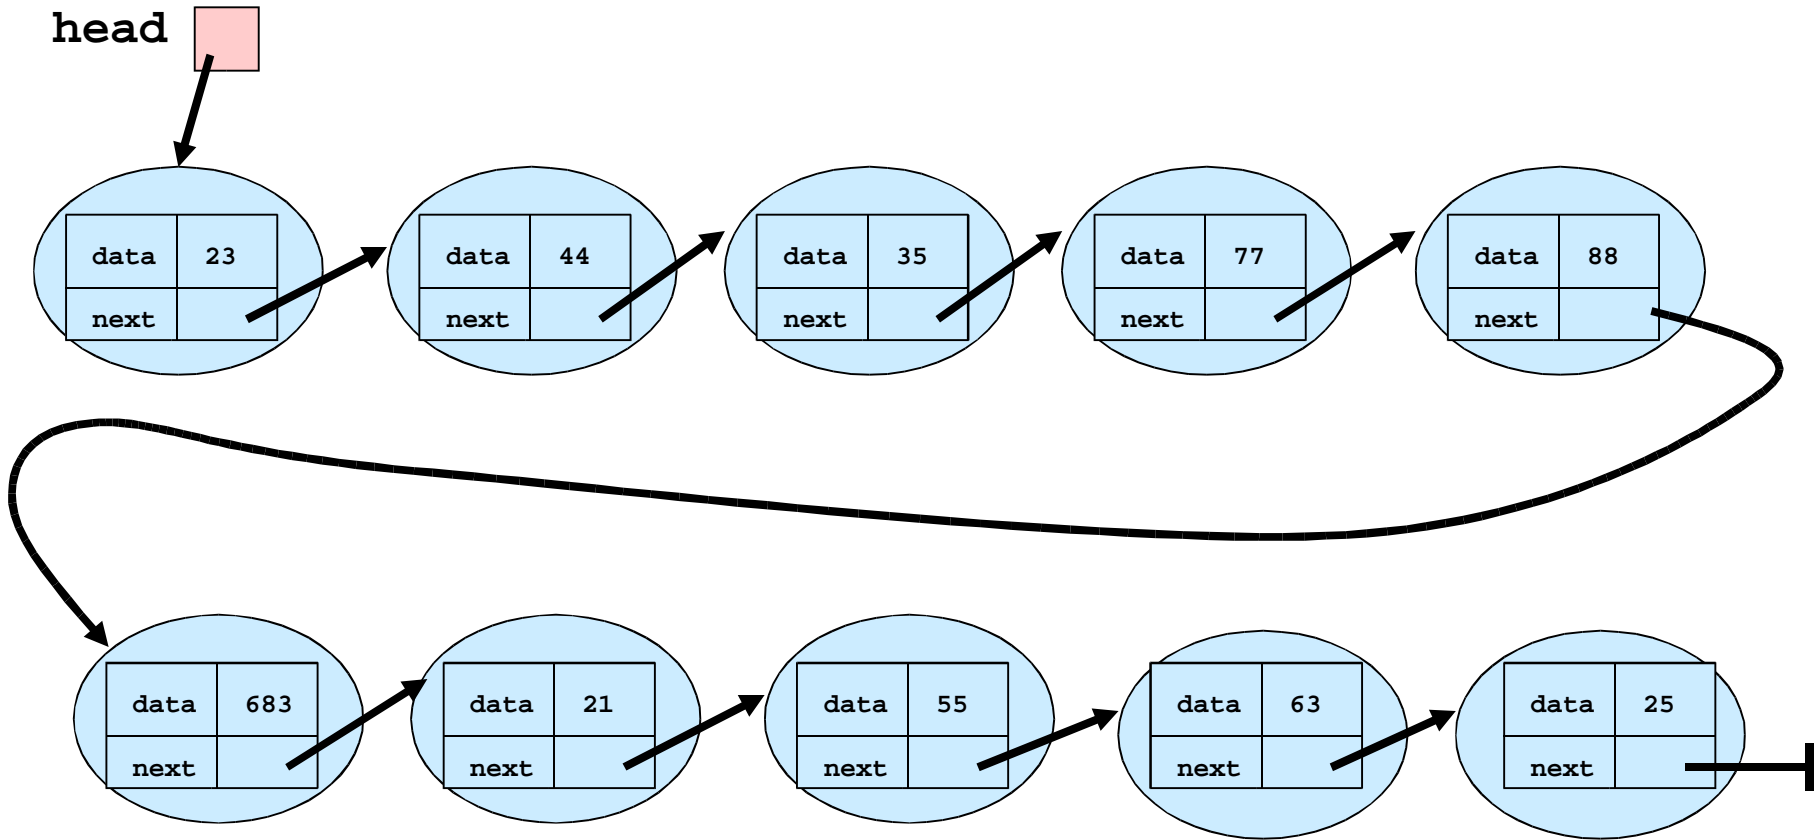 head
data 23 data 44 data 35 data 77 data 88
next next next next next
data 683 data 21 data 55 data 63 data 25
next next next next next